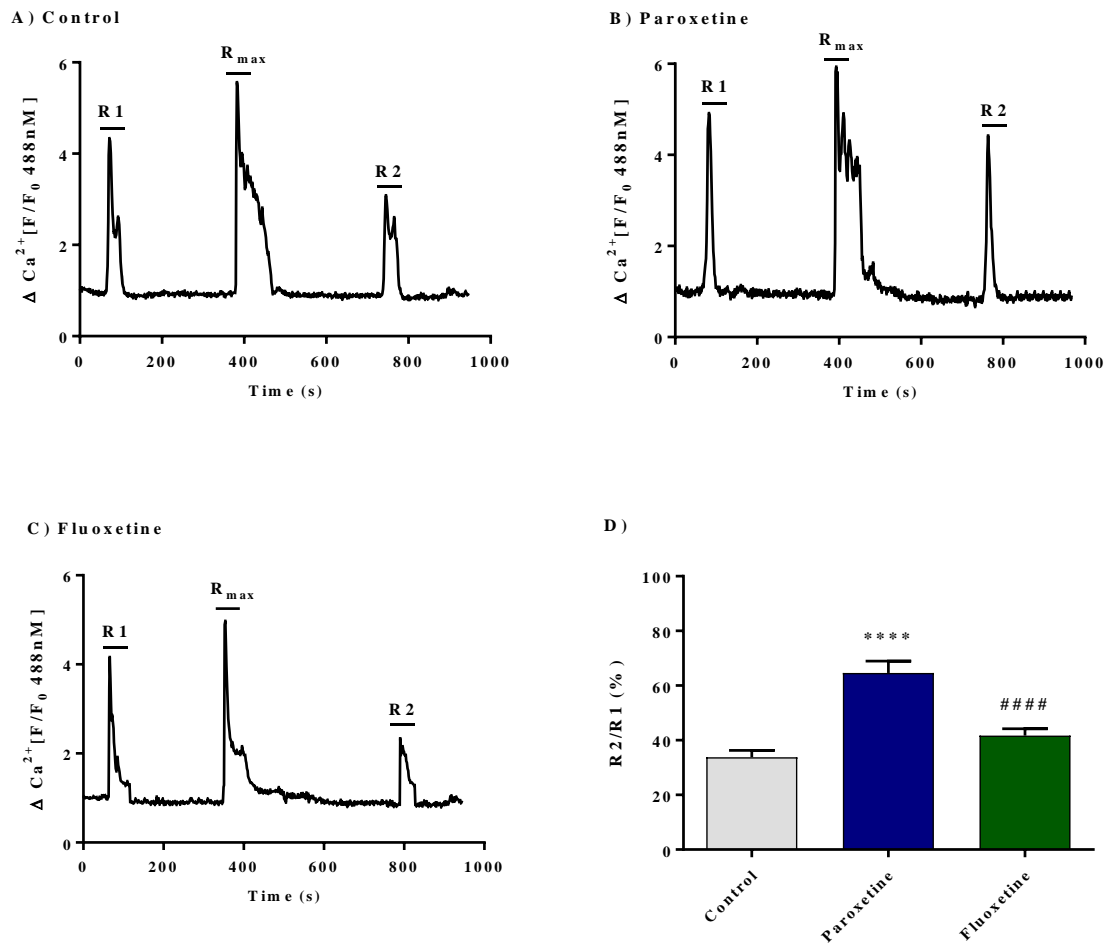 A) Control
Δ Ca2+[F/F0 488nM]
6
4
2
0
R1
Rmax
R2
0 200 400 600 800 1000
Time (s)
B) Paroxetine
Δ Ca2+[F/F0 488nM]
6
4
2
0
R1
Rmax
R2
0 200 400 600 800 1000
Time (s)
C) Fluoxetine
Δ Ca2+[F/F0 488nM]
6
4
2
0
R1
Rmax
R2
0 200 400 600 800 1000
Time (s)
D)
R2/R1 (%)
100
80
60
40
20
0
****
####
Control
Paroxetine
Fluoxetine